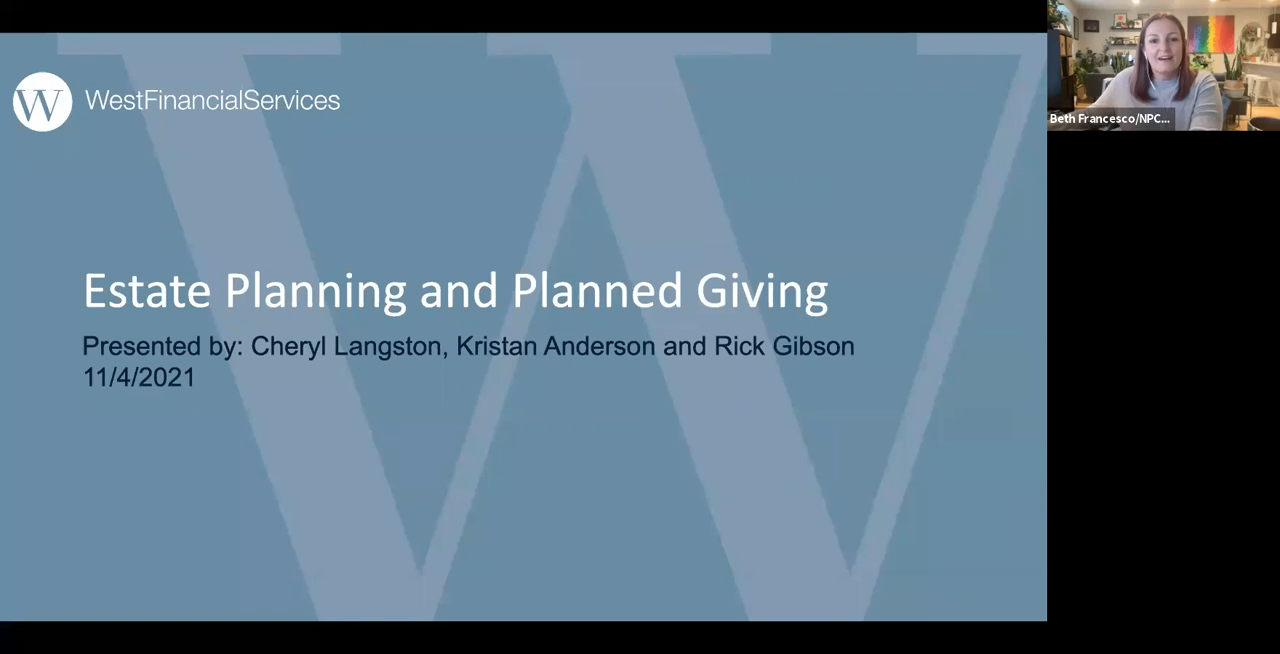 W WestFinancialServices
Estate Planning and Planned Giving
Presented by: Cheryl Langston, Kristan Anderson and Rick Gibson
11/4/2021
Beth Francesco/NPC...